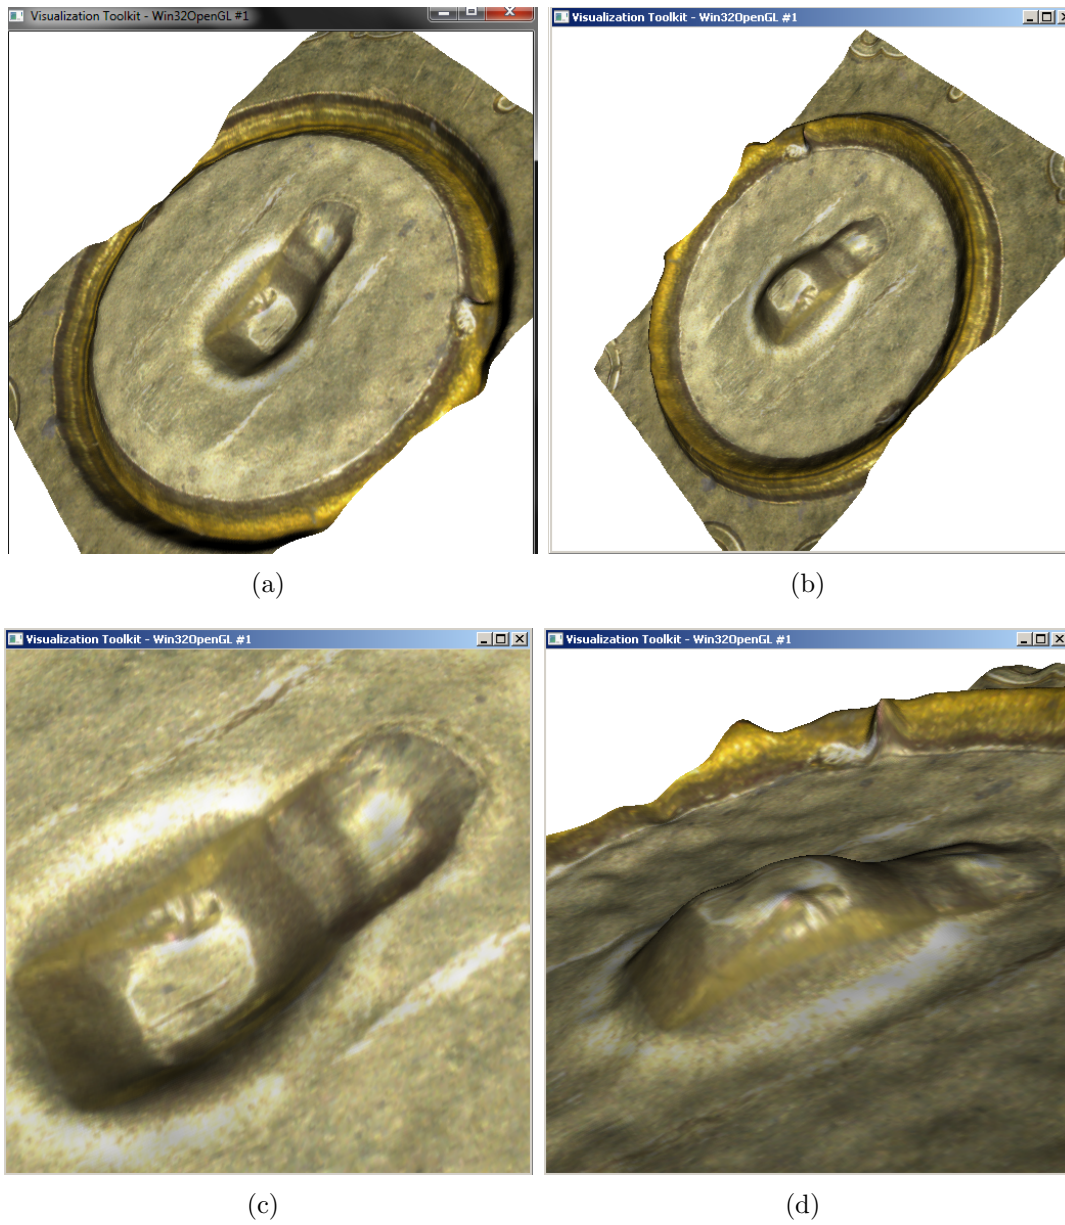 Visualization Toolkit - Win32OpenGL #1
Visualization Toolkit - Win32OpenGL #1
(a)
(b)
Visualization Toolkit - Win32OpenGL #1
Visualization Toolkit - Win32OpenGL #1
(c)
(d)